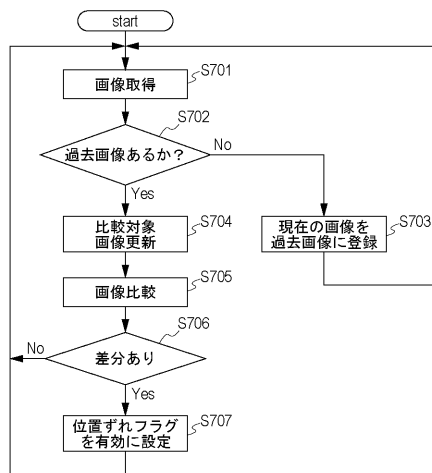 start
S701
画像取得
S702
過去画像あるか?
No
Yes
S704
比較対象
画像更新
S703
現在の画像を
過去画像に登録
S705
画像比較
S706
差分あり
No
Yes
S707
位置ずれフラグ
を有効に設定